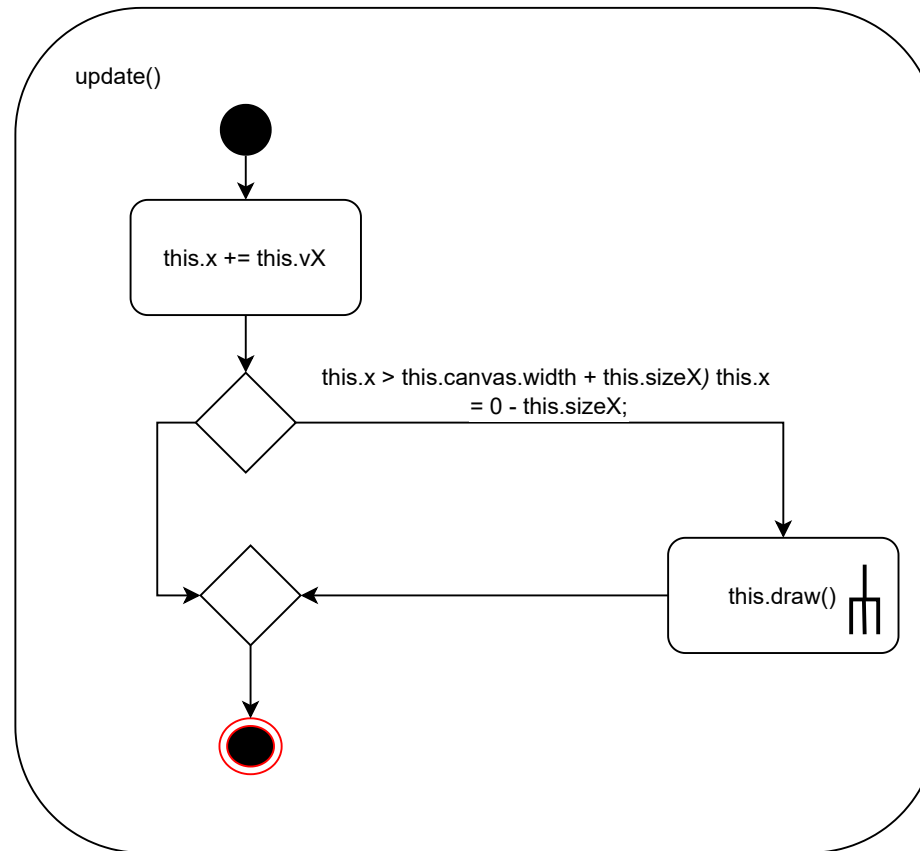 update()
this.x += this.vX
this.x > this.canvas.width + this.sizeX) this.x
= 0 - this.sizeX;
this.draw()